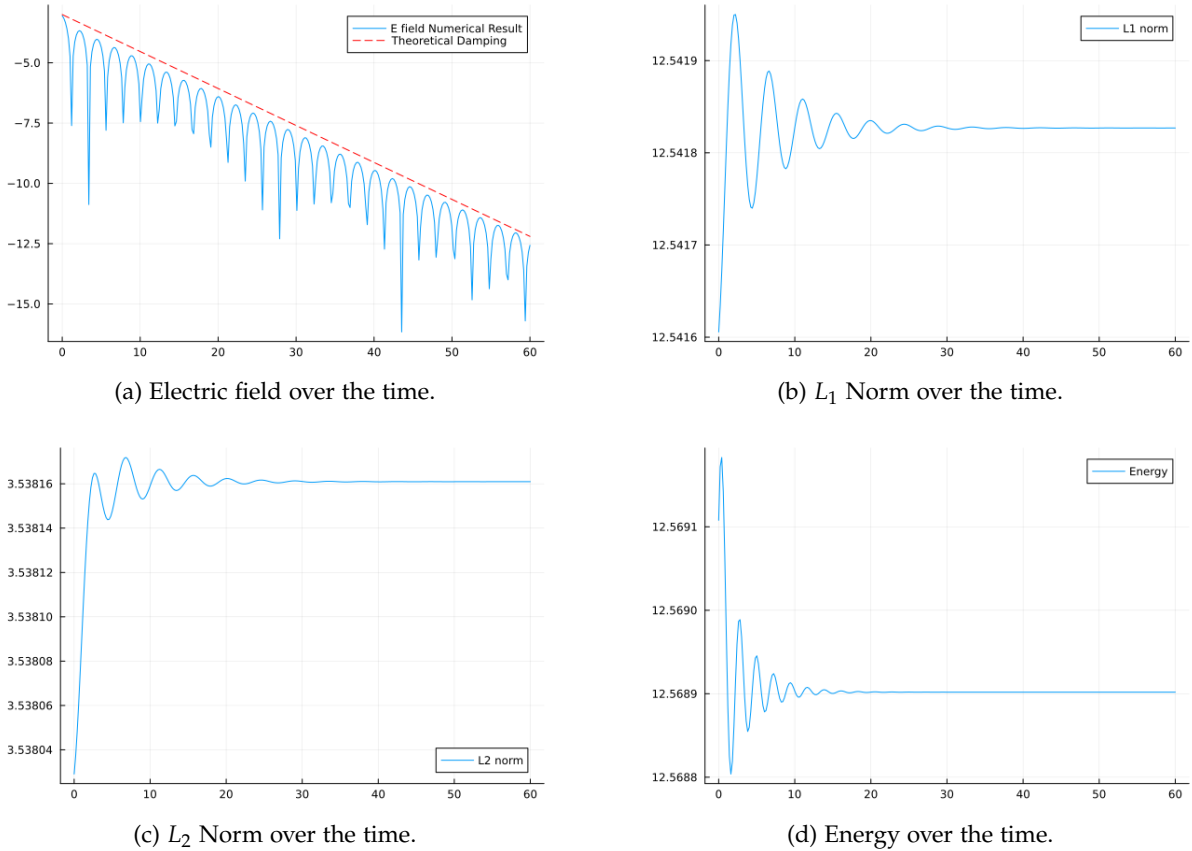 E field Numerical Result
Theoretical Damping
−5.0
−7.5
−10.0
−12.5
−15.0
0 10 20 30 40 50 60
(a) Electric field over the time.
L1 norm
12.5419
12.5418
12.5417
12.5416
0 10 20 30 40 50 60
(b) L₁ Norm over the time.
3.53816
3.53814
3.53812
3.53810
3.53808
3.53806
3.53804
L2 norm
0 10 20 30 40 50 60
(c) L₂ Norm over the time.
Energy
12.5691
12.5690
12.5689
12.5688
0 10 20 30 40 50 60
(d) Energy over the time.